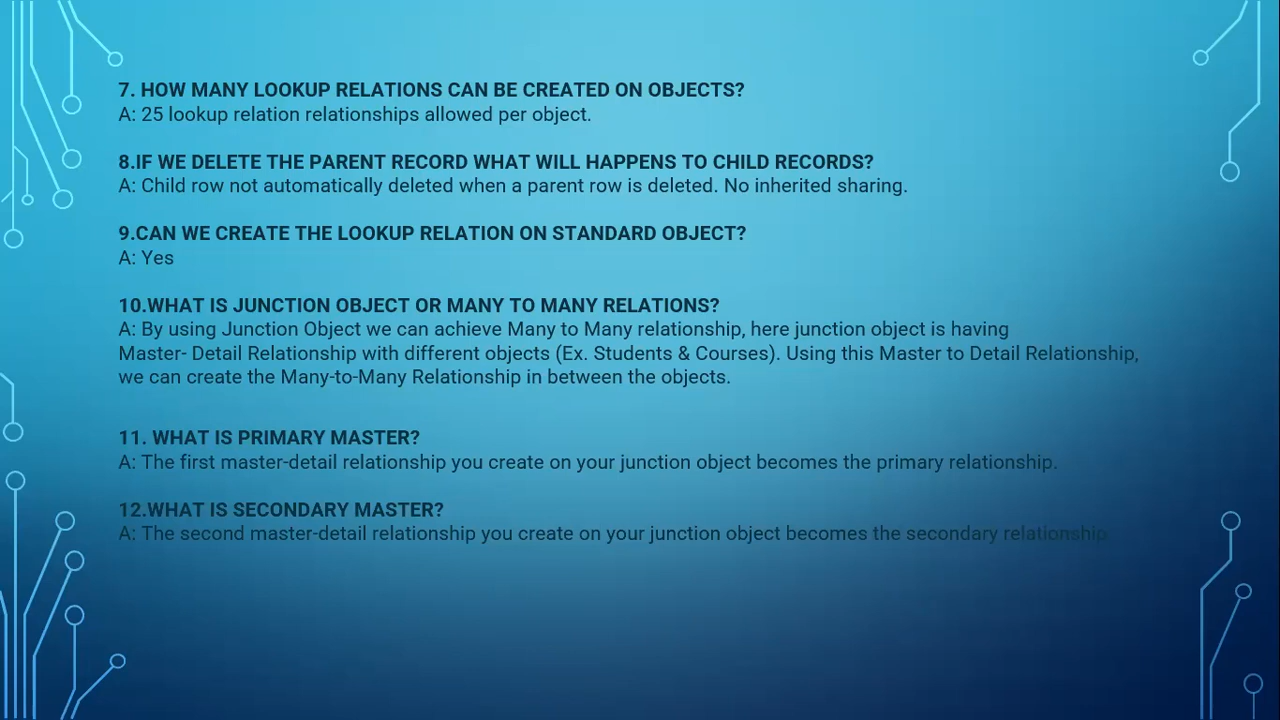 7. HOW MANY LOOKUP RELATIONS CAN BE CREATED ON OBJECTS?
A: 25 lookup relation relationships allowed per object.
8.IF WE DELETE THE PARENT RECORD WHAT WILL HAPPENS TO CHILD RECORDS?
A: Child row not automatically deleted when a parent row is deleted. No inherited sharing.
9.CAN WE CREATE THE LOOKUP RELATION ON STANDARD OBJECT?
A: Yes
10.WHAT IS JUNCTION OBJECT OR MANY TO MANY RELATIONS?
A: By using Junction Object we can achieve Many to Many relationship, here junction object is having
Master- Detail Relationship with different objects (Ex. Students & Courses). Using this Master to Detail Relationship,
we can create the Many-to-Many Relationship in between the objects.
11. WHAT IS PRIMARY MASTER?
A: The first master-detail relationship you create on your junction object becomes the primary relationship.
12.WHAT IS SECONDARY MASTER?
A: The second master-detail relationship you create on your junction object becomes the secondary relationship.